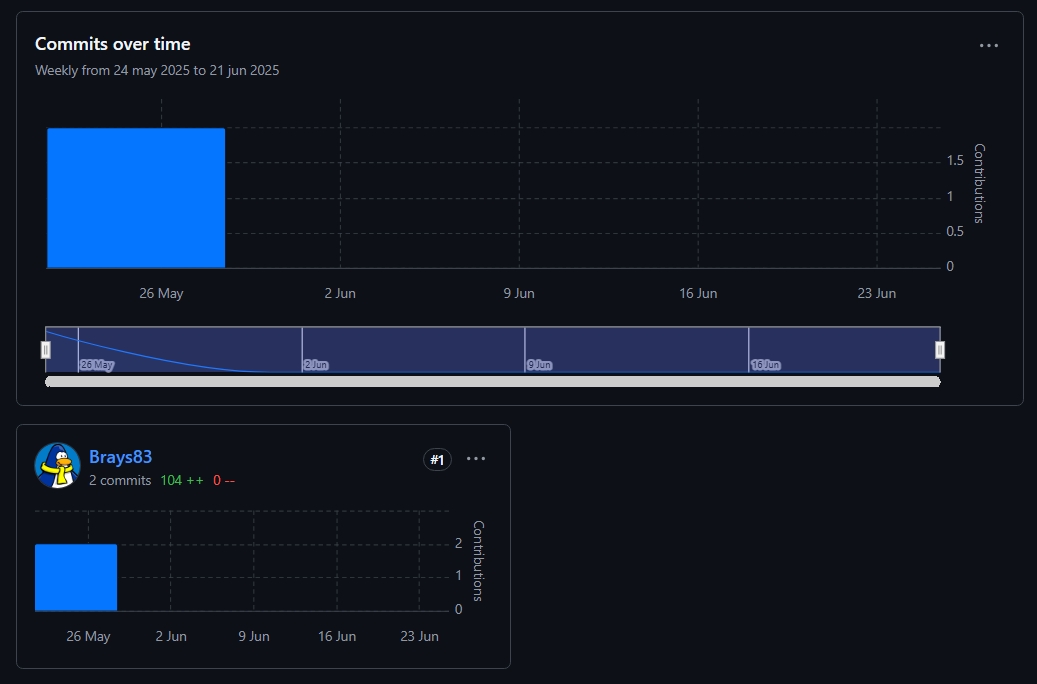 Commits over time
Weekly from 24 may 2025 to 21 jun 2025
1.5
1
0.5
0
Contributions
26 May 2 Jun 9 Jun 16 Jun 23 Jun
26 May 2 Jun 9 Jun 16 Jun
Brays83
#1
2 commits 104 ++ 0 --
2
1
0
Contributions
26 May 2 Jun 9 Jun 16 Jun 23 Jun